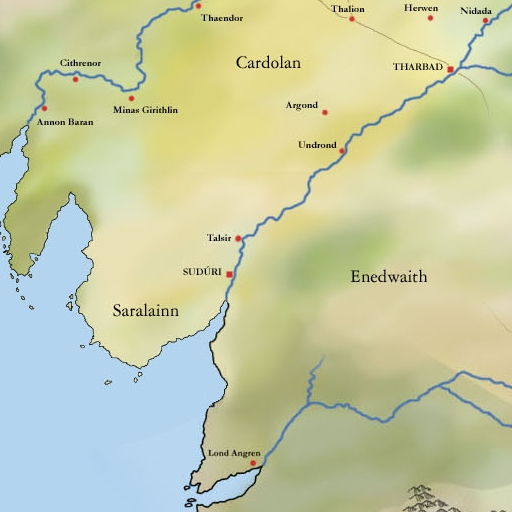 Thaendor
Thalion
Herwen
Nidada
Cithrenor
Cardolan
THARBAD
Annon Baran
Minas Girithlin
Argond
Undrond
Talsir
SUDÚRI
Enedwaith
Saralainn
Lond Angren